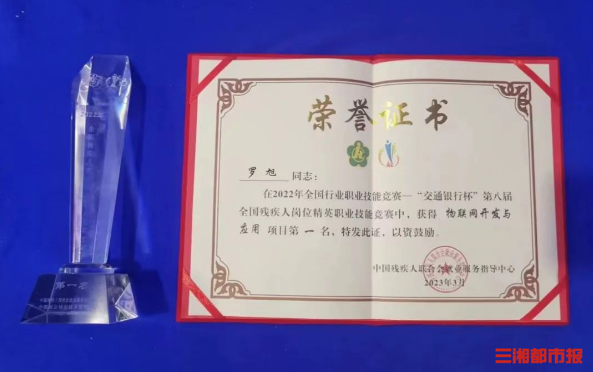 荣誉证书
罗旭 同志:
在2022年全国行业职业技能竞赛—“交通银行杯”第八届
全国残疾人岗位精英职业技能竞赛中，获得 物联网开发与
应用 项目第 一 名，特发此证，以资鼓励。
中国残疾人联合会就业服务指导中心
2023年3月
第一名
三湘都市报